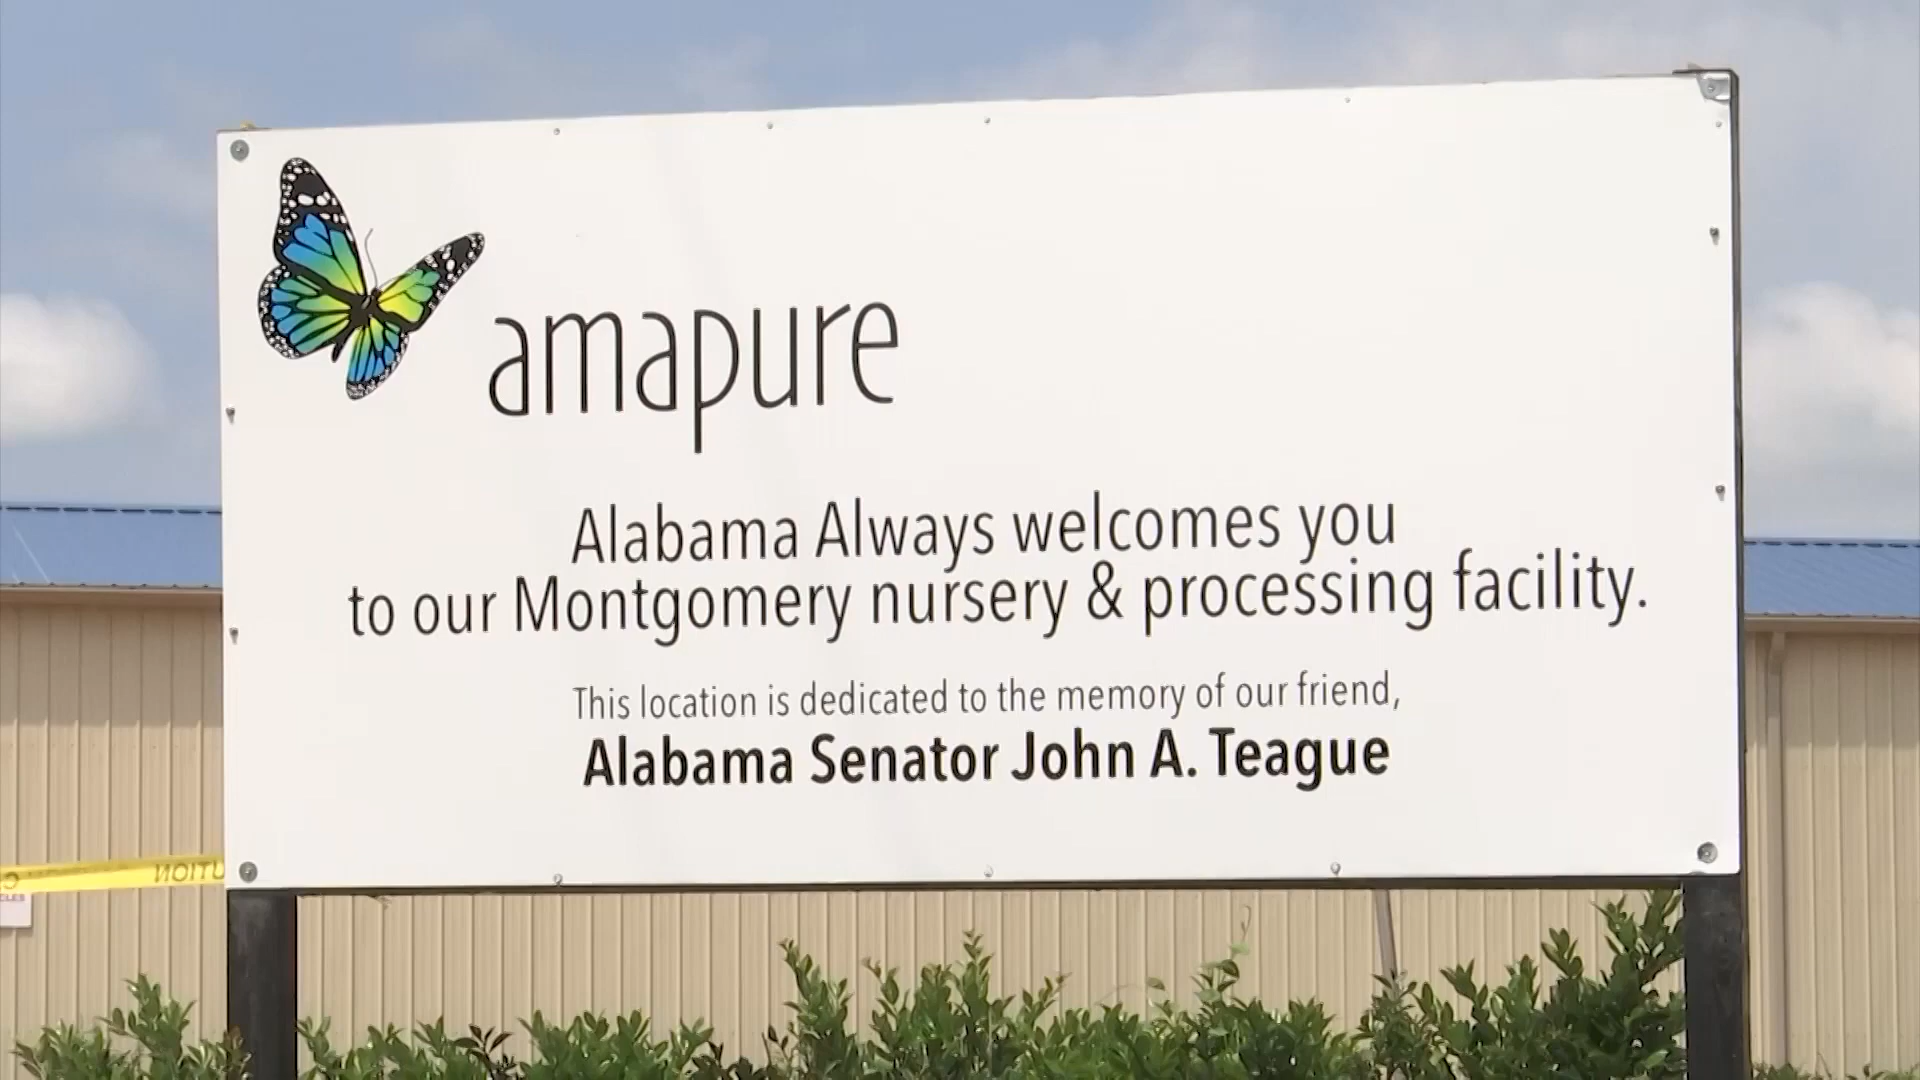 amapure
Alabama Always welcomes you
to our Montgomery nursery & processing facility.
This location is dedicated to the memory of our friend,
Alabama Senator John A. Teague